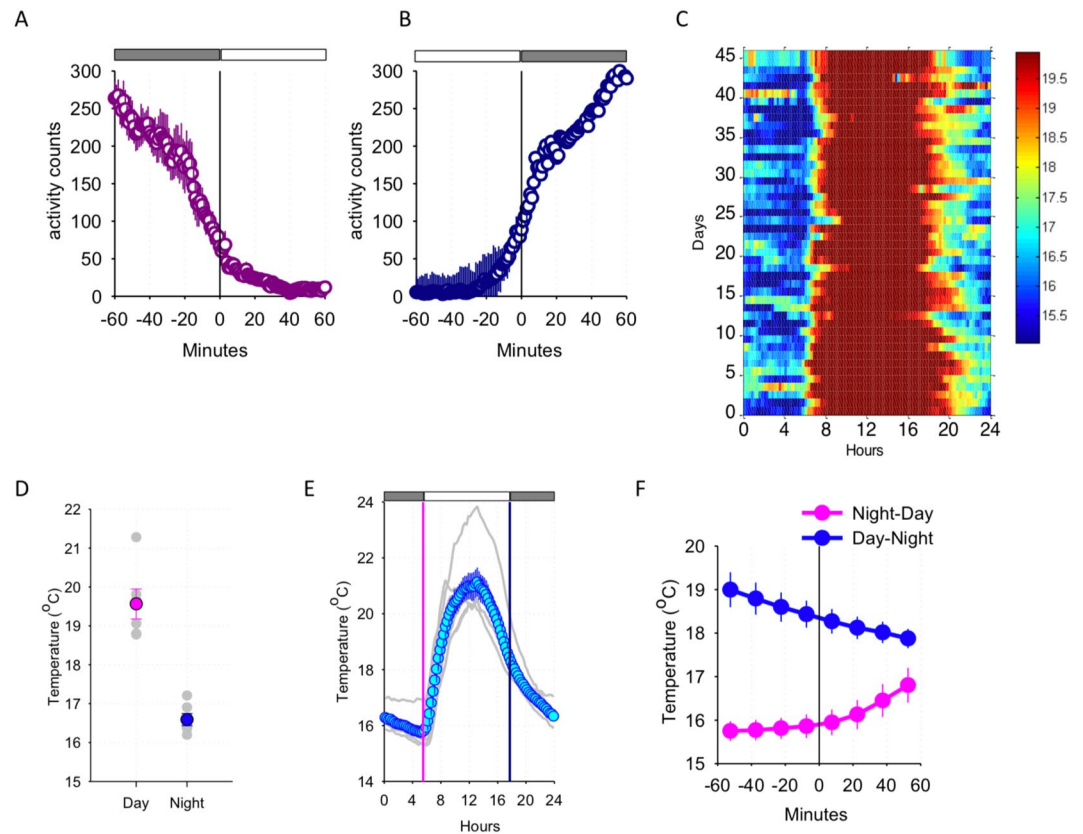 A
B
C
300
250
200
150
100
50
0
activity counts
-60 -40 -20 0 20 40 60
Minutes
300
250
200
150
100
50
0
activity counts
-60 -40 -20 0 20 40 60
Minutes
45
40
35
30
25
20
15
10
5
0
Days
0 4 8 12 16 20 24
Hours
19.5
19
18.5
18
17.5
17
16.5
16
15.5
D
E
F
22
21
20
19
18
17
16
15
Temperature (°C)
Day Night
24
22
20
18
16
14
Temperature (°C)
0 4 8 12 16 20 24
Hours
Night-Day
Day-Night
20
19
18
17
16
15
Temperature (°C)
-60 -40 -20 0 20 40 60
Minutes